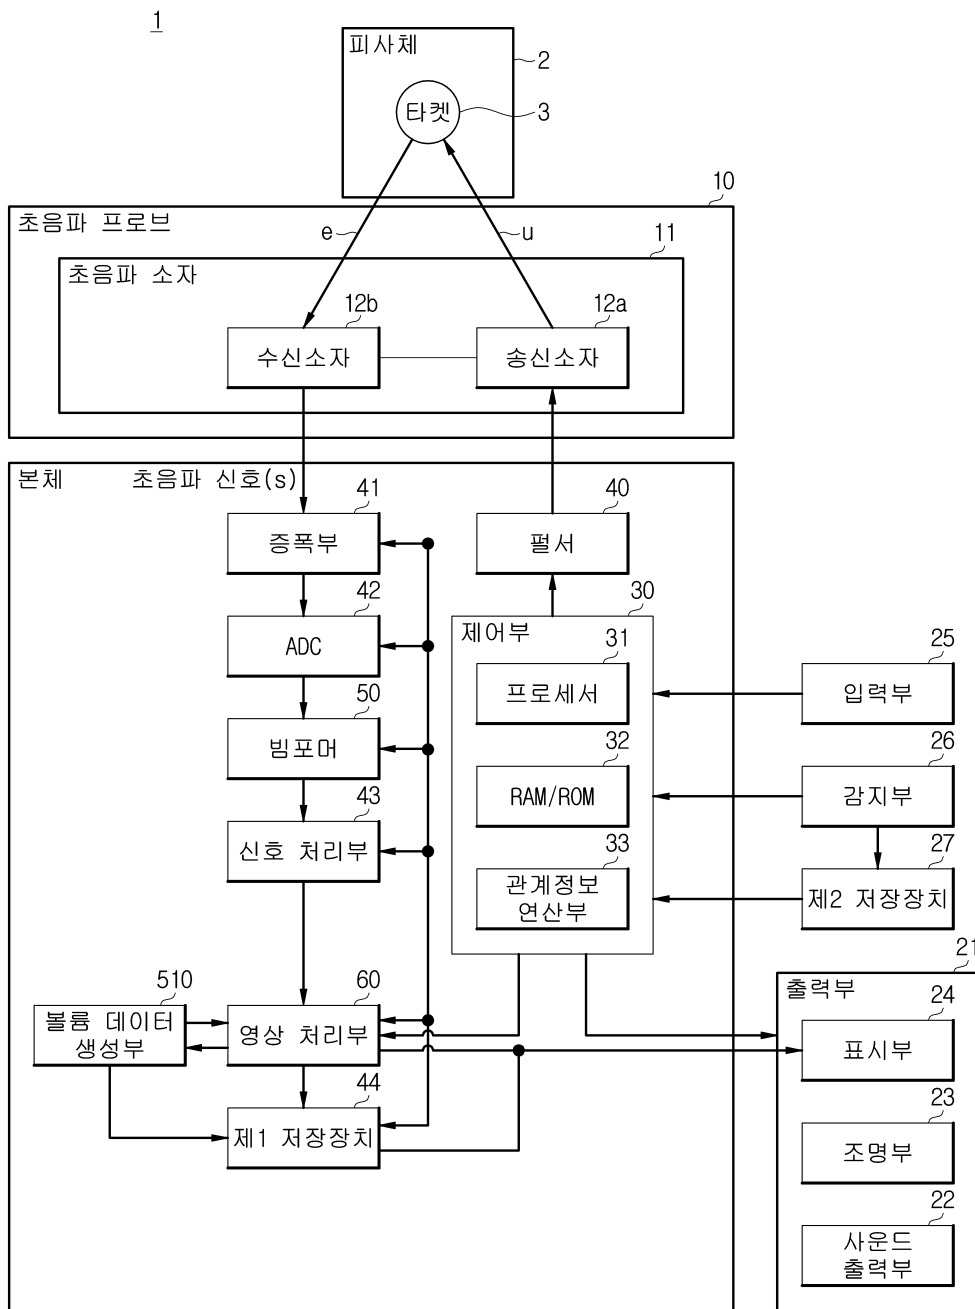 1
피사체
2
타켓
3
10
초음파 프로브
e
u
11
초음파 소자
12b
12a
수신소자
송신소자
본체
초음파 신호(s)
41
40
증폭부
펄서
42
30
ADC
제어부
31
25
프로세서
입력부
50
빔포머
32
26
RAM/ROM
감지부
43
신호 처리부
33
27
관계정보
연산부
제2 저장장치
21
출력부
510
60
24
볼륨 데이터
생성부
영상 처리부
표시부
44
제1 저장장치
23
조명부
22
사운드
출력부